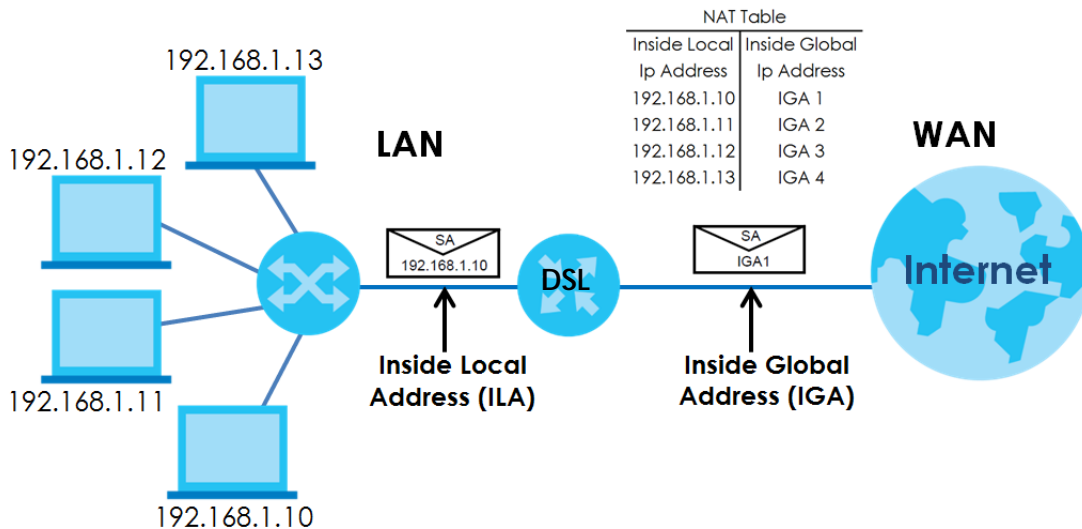 NAT Table
Inside Local Inside Global
Ip Address Ip Address
192.168.1.10 IGA 1
192.168.1.11 IGA 2
192.168.1.12 IGA 3
192.168.1.13 IGA 4
192.168.1.13
LAN
WAN
192.168.1.12
SA
192.168.1.10
DSL
SA
IGA1
Internet
Inside Local
Address (ILA)
Inside Global
Address (IGA)
192.168.1.11
192.168.1.10